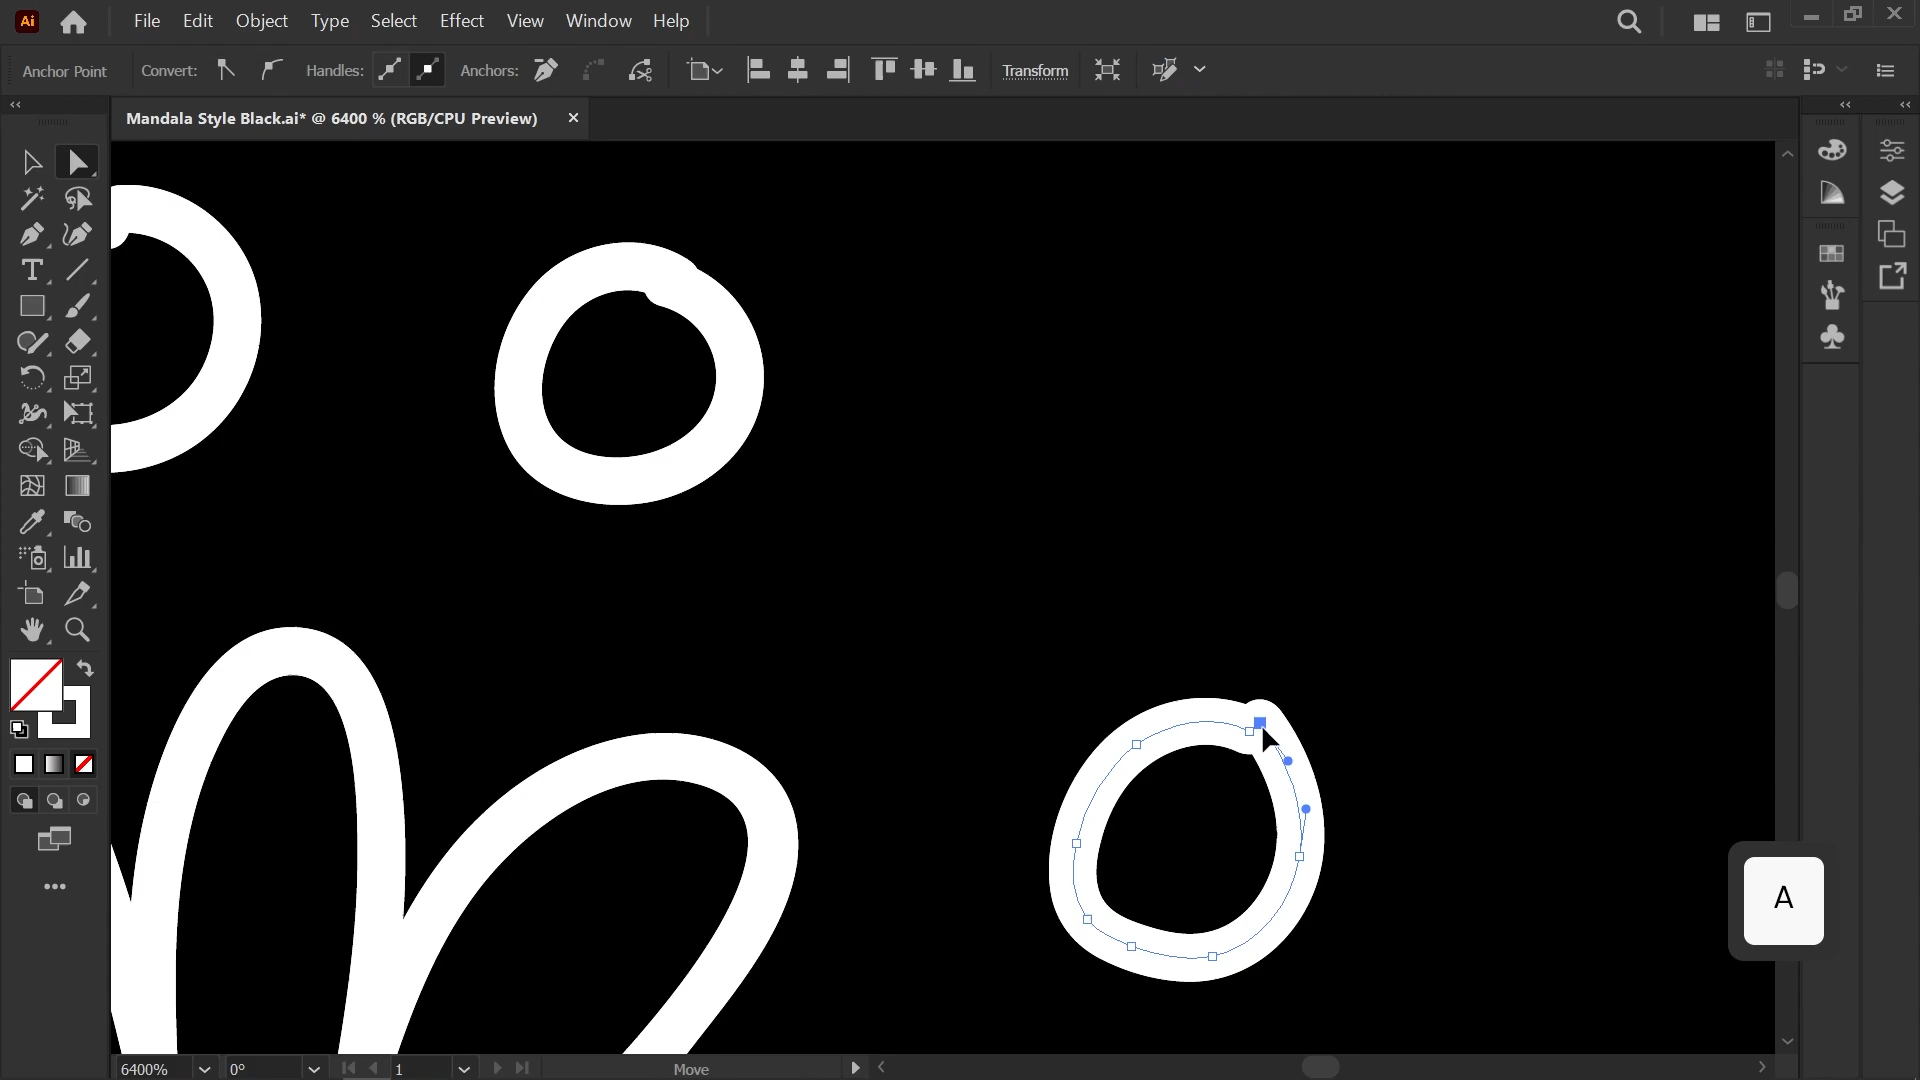 Ai File Edit Object Type Select Effect View Window Help
Anchor Point Convert: Handles: Anchors: Transform
Mandala Style Black.ai* @ 6400 % (RGB/CPU Preview)
A
6400% 0° 1 Move